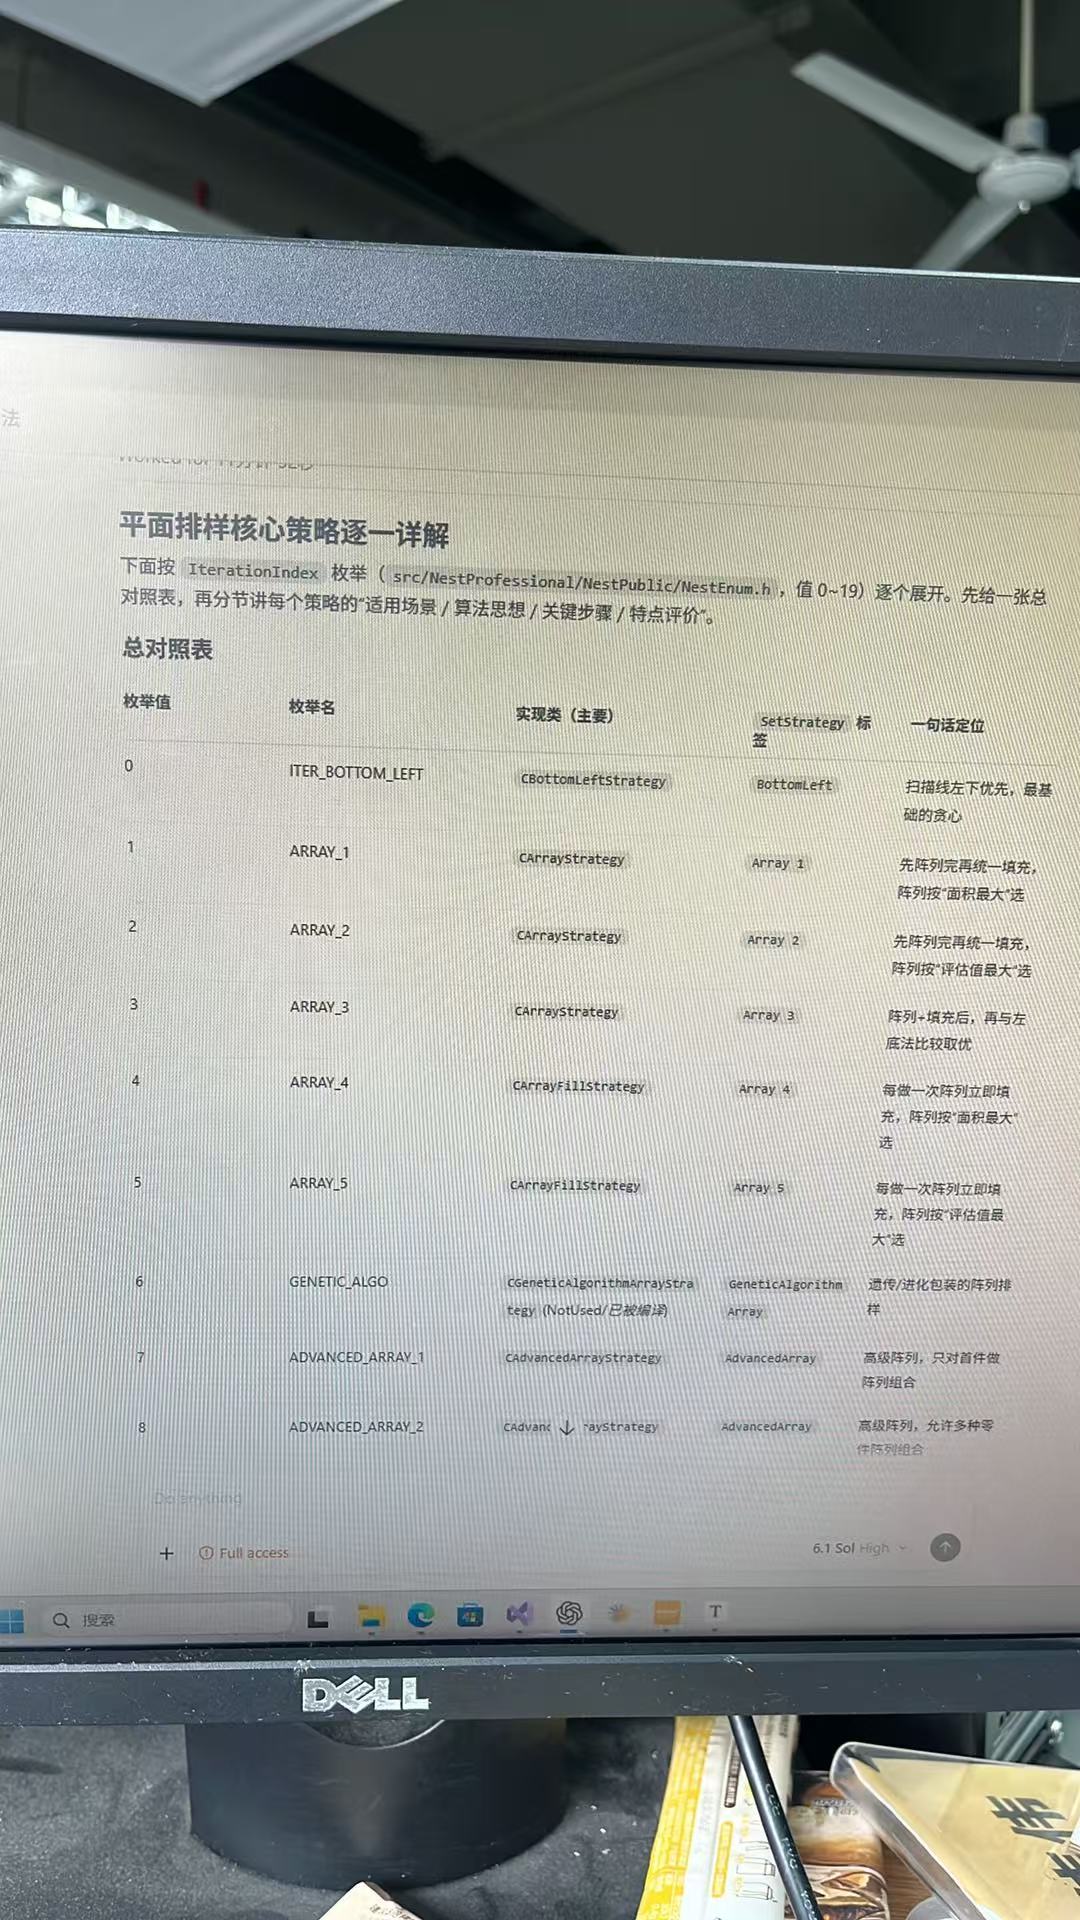 法
平面排样核心策略逐一详解
下面按 IterationIndex 枚举（ src/NestProfessional/NestPublic/NestEnum.h ，值 0~19）逐个展开。先给一张总
对照表，再分节讲每个策略的“适用场景 / 算法思想 / 关键步骤 / 特点评价”。
总对照表
枚举值 枚举名 实现类（主要） SetStrategy 标
签 一句话定位
0 ITER_BOTTOM_LEFT CBottomLeftStrategy BottomLeft 扫描线左下优先，最基
础的贪心
1 ARRAY_1 CArrayStrategy Array 1 先阵列完再统一填充，
阵列按“面积最大”选
2 ARRAY_2 CArrayStrategy Array 2 先阵列完再统一填充，
阵列按“评估值最大”选
3 ARRAY_3 CArrayStrategy Array 3 阵列+填充后，再与左
底法比较取优
4 ARRAY_4 CArrayFillStrategy Array 4 每做一次阵列立即填
充，阵列按“面积最大”
选
5 ARRAY_5 CArrayFillStrategy Array 5 每做一次阵列立即填
充，阵列按“评估值最
大”选
6 GENETIC_ALGO CGeneticAlgorithmArrayStra GeneticAlgorithm 遗传/进化包装的阵列排
tegy (NotUsed/已被编译) Array 样
7 ADVANCED_ARRAY_1 CAdvancedArrayStrategy AdvancedArray 高级阵列，只对首件做
阵列组合
8 ADVANCED_ARRAY_2 CAdvanc rayStrategy AdvancedArray 高级阵列，允许多种零
件阵列组合
Do anything
Full access 6.1 Sol High
搜索
T
DELL